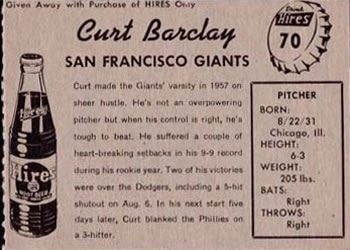 Given Away with Purchase of HIRES Only
Curt Barclay
SAN FRANCISCO GIANTS
Drink
Hires
70
Curt made the Giants' varsity in 1957 on
sheer hustle. He's not an overpowering
pitcher but when his control is right, he's
tough to beat. He suffered a couple of
heart-breaking setbacks in his 9-9 record
during his rookie year. Two of his victories
were over the Dodgers, including a 5-hit
shutout on Aug. 6. In his next start five
days later, Curt blanked the Phillies on
a 3-hitter.
PITCHER
BORN:
8/22/31
Chicago, Ill.
HEIGHT:
6-3
WEIGHT:
205 lbs.
BATS:
Right
THROWS:
Right
Hires
Hires
ROOT BEER